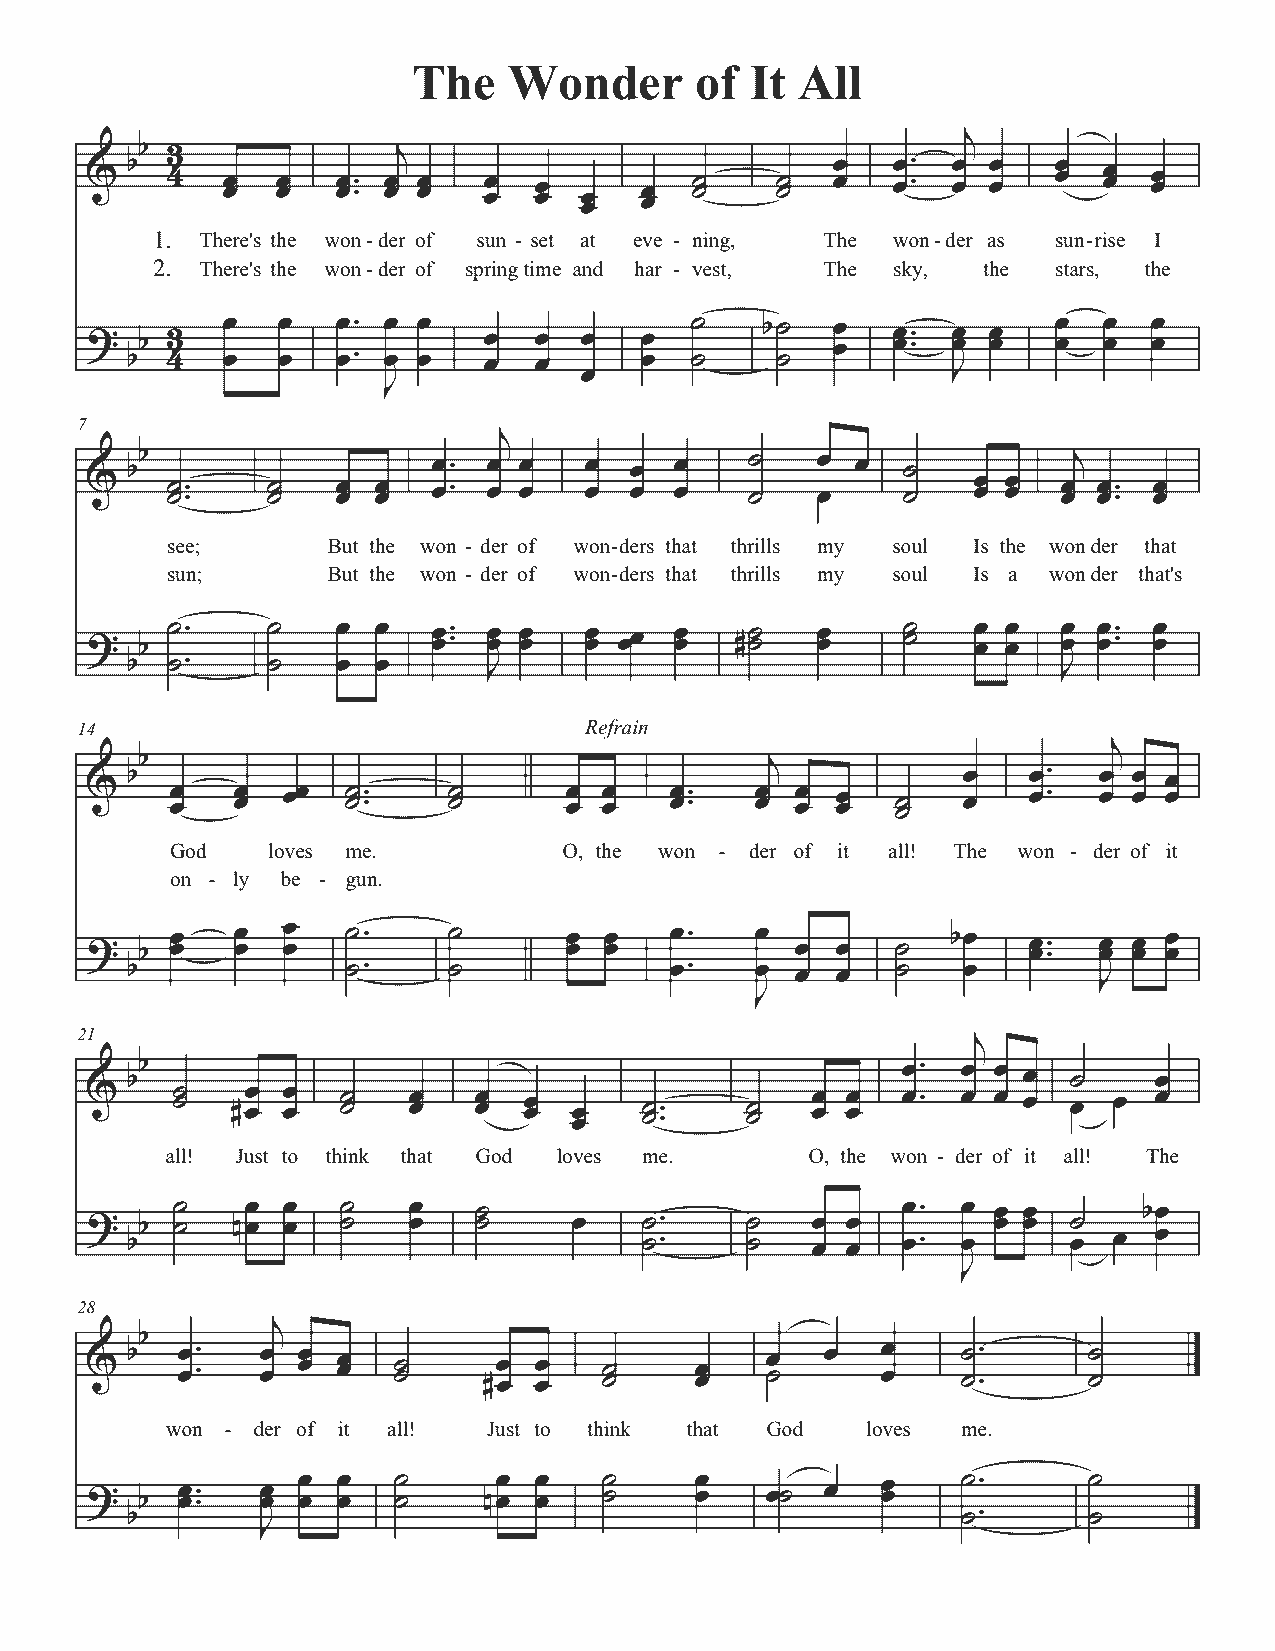 The Wonder of It All
1. There's the won - der of sun - set at eve - ning, The won - der as sun-rise I
2. There's the won - der of spring time and har - vest, The sky, the stars, the
7
see; But the won - der of won-ders that thrills my soul Is the won der that
sun; But the won - der of won-ders that thrills my soul Is a won der that's
14 Refrain
God loves me. O, the won - der of it all! The won - der of it
on - ly be - gun.
21
all! Just to think that God loves me. O, the won - der of it all! The
28
won - der of it all! Just to think that God loves me.